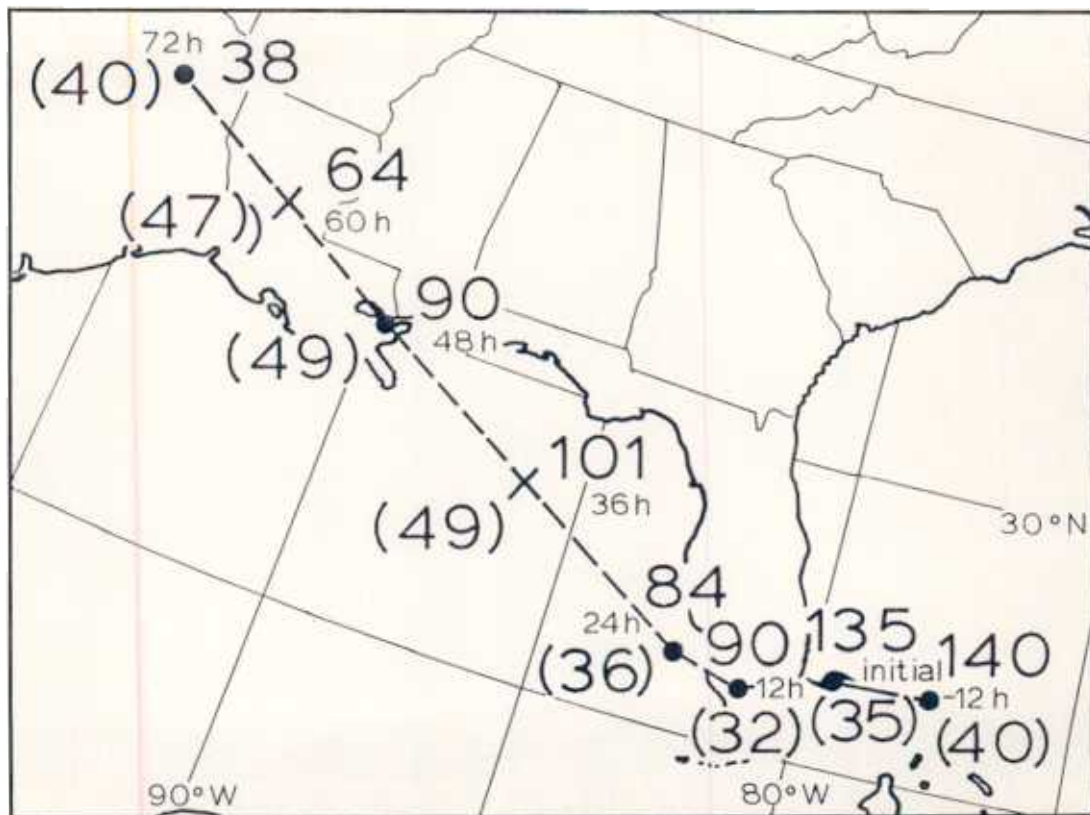 72h
38
(40)
64
60h
(47))
90
48h
(49)
101
36h
(49)
30°N
84
24h
(36)
90
12h
(32)
135
initial
(35)
140
-12h
(40)
90°W
80°W